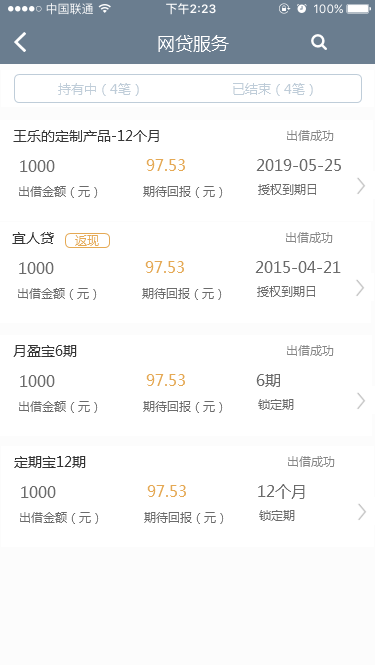 中国联通 下午2:23 100%
网贷服务
持有中（4笔） 已结束（4笔）
王乐的定制产品-12个月 出借成功
1000 97.53 2019-05-25
出借金额（元） 期待回报（元） 授权到期日
宜人贷 返现 出借成功
1000 97.53 2015-04-21
出借金额（元） 期待回报（元） 授权到期日
月盈宝6期 出借成功
1000 97.53 6期
出借金额（元） 期待回报（元） 锁定期
定期宝12期 出借成功
1000 97.53 12个月
出借金额（元） 期待回报（元） 锁定期